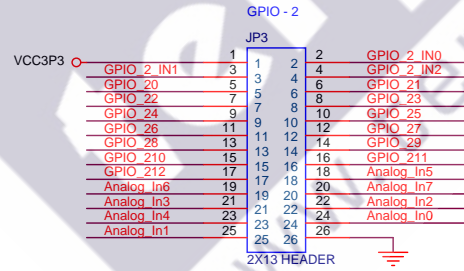 GPIO - 2
JP3
VCC3P3 1 1 2 2 GPIO_2_IN0
GPIO_2_IN1 3 3 4 4 GPIO_2_IN2
GPIO_20 5 5 6 6 GPIO_21
GPIO_22 7 7 8 8 GPIO_23
GPIO_24 9 9 10 10 GPIO_25
GPIO_26 11 11 12 12 GPIO_27
GPIO_28 13 13 14 14 GPIO_29
GPIO_210 15 15 16 16 GPIO_211
GPIO_212 17 17 18 18 Analog_In5
Analog_In6 19 19 20 20 Analog_In7
Analog_In3 21 21 22 22 Analog_In2
Analog_In4 23 23 24 24 Analog_In0
Analog_In1 25 25 26 26
2X13 HEADER